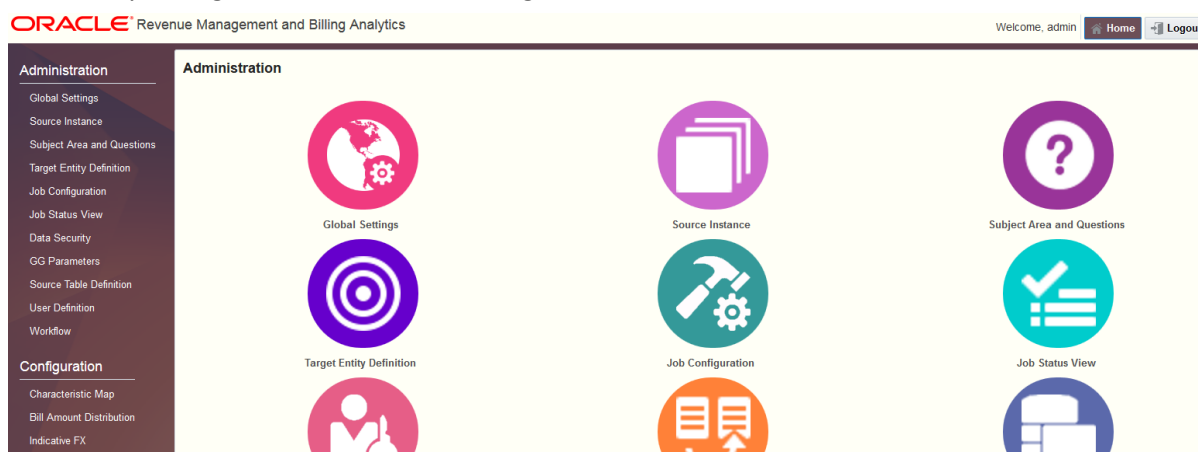 ORACLE Revenue Management and Billing Analytics
Welcome, admin Home
Administration
Global Settings
Source Instance
Subject Area and Questions
Target Entity Definition
Job Configuration
Job Status View
Data Security
GG Parameters
Source Table Definition
User Definition
Workflow
Configuration
Characteristic Map
Bill Amount Distribution
Indicative FX
Administration
Global Settings
Source Instance
Subject Area and Questions
Target Entity Definition
Job Configuration
Job Status View